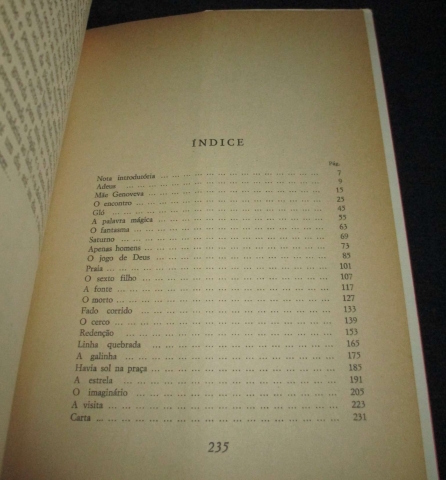 ÍNDICE
Pág.
Nota introdutória ... 7
Adeus ... 9
Mãe Genoveva ... 15
O encontro ... 25
Gló ... 45
A palavra mágica ... 55
O fantasma ... 63
Saturno ... 69
Apenas homens ... 73
O jogo de Deus ... 85
Praia ... 101
O sexto filho ... 107
A fonte ... 117
O morto ... 127
Fado corrido ... 133
O cerco ... 139
Redenção ... 153
Linha quebrada ... 165
A galinha ... 175
Havia sol na praça ... 185
A estrela ... 191
O imaginário ... 205
A visita ... 223
Carta ... 231
235